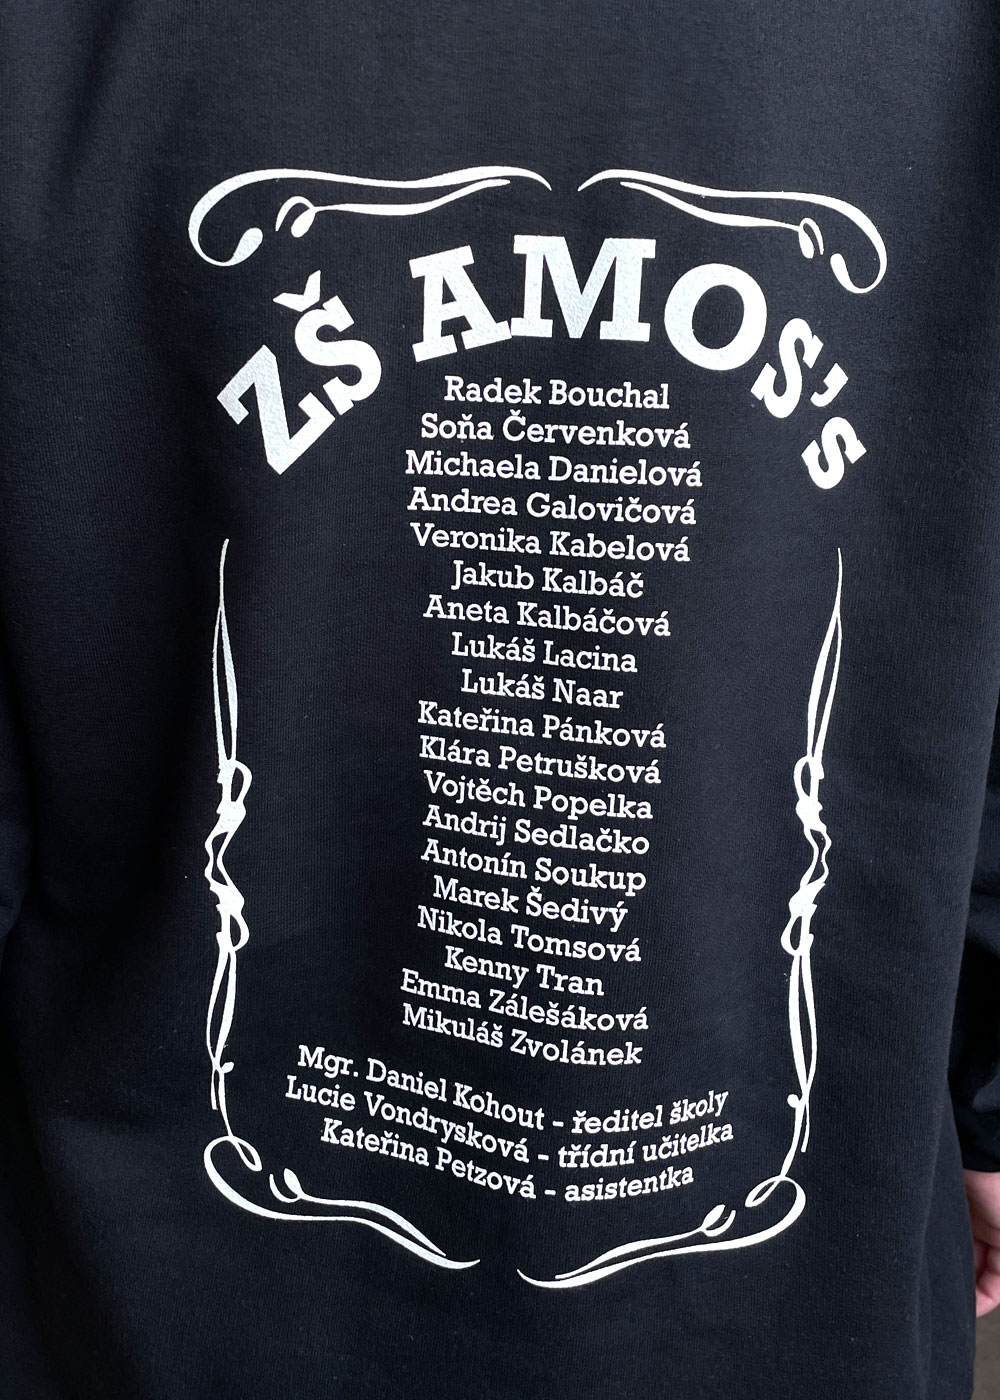 ZŠ AMOS's
Radek Bouchal
Soňa Červenková
Michaela Danielová
Andrea Galovičová
Veronika Kabelová
Jakub Kalbáč
Aneta Kalbáčová
Lukáš Lacina
Lukáš Naar
Kateřina Pánková
Klára Petrušková
Vojtěch Popelka
Andrij Sedlačko
Antonín Soukup
Marek Šedivý
Nikola Tomsová
Kenny Tran
Emma Zálešáková
Mikuláš Zvolánek
Mgr. Daniel Kohout - ředitel školy
Lucie Vondrysková - třídní učitelka
Kateřina Petzová - asistentka